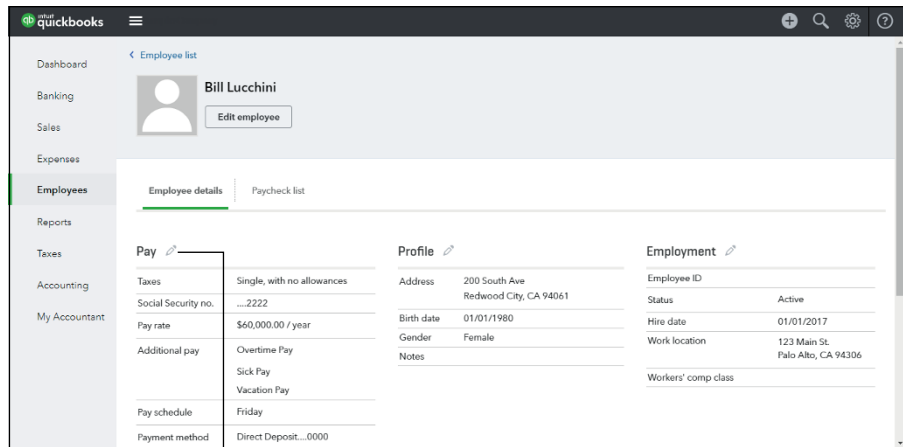 qb intuit quickbooks
?
Dashboard
Banking
Sales
Expenses
Employees
Reports
Taxes
Accounting
My Accountant
Employee list
Bill Lucchini
Edit employee
Employee details Paycheck list
Pay
Taxes Single, with no allowances
Social Security no. ....2222
Pay rate $60,000.00 / year
Additional pay Overtime Pay
Sick Pay
Vacation Pay
Pay schedule Friday
Payment method Direct Deposit....0000
Profile
Address 200 South Ave
Redwood City, CA 94061
Birth date 01/01/1980
Gender Female
Notes
Employment
Employee ID
Status Active
Hire date 01/01/2017
Work location 123 Main St.
Palo Alto, CA 94306
Workers' comp class